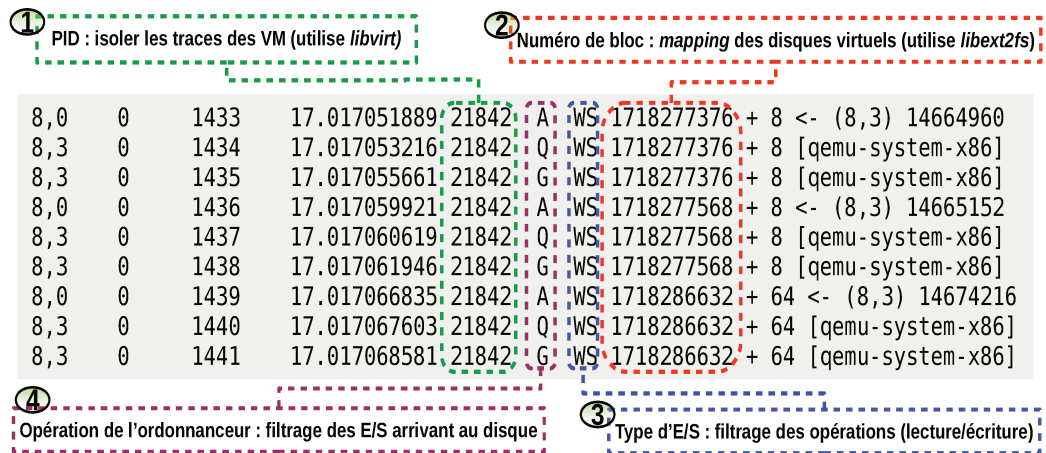 1 PID : isoler les traces des VM (utilise libvirt)
2 Numéro de bloc : mapping des disques virtuels (utilise libext2fs)
8,0 0 1433 17.017051889 21842 A WS 1718277376 + 8 <- (8,3) 14664960
8,3 0 1434 17.017053216 21842 Q WS 1718277376 + 8 [qemu-system-x86]
8,3 0 1435 17.017055661 21842 G WS 1718277376 + 8 [qemu-system-x86]
8,0 0 1436 17.017059921 21842 A WS 1718277568 + 8 <- (8,3) 14665152
8,3 0 1437 17.017060619 21842 Q WS 1718277568 + 8 [qemu-system-x86]
8,3 0 1438 17.017061946 21842 G WS 1718277568 + 8 [qemu-system-x86]
8,0 0 1439 17.017066835 21842 A WS 1718286632 + 64 <- (8,3) 14674216
8,3 0 1440 17.017067603 21842 Q WS 1718286632 + 64 [qemu-system-x86]
8,3 0 1441 17.017068581 21842 G WS 1718286632 + 64 [qemu-system-x86]
4 Opération de l’ordonnanceur : filtrage des E/S arrivant au disque
3 Type d’E/S : filtrage des opérations (lecture/écriture)